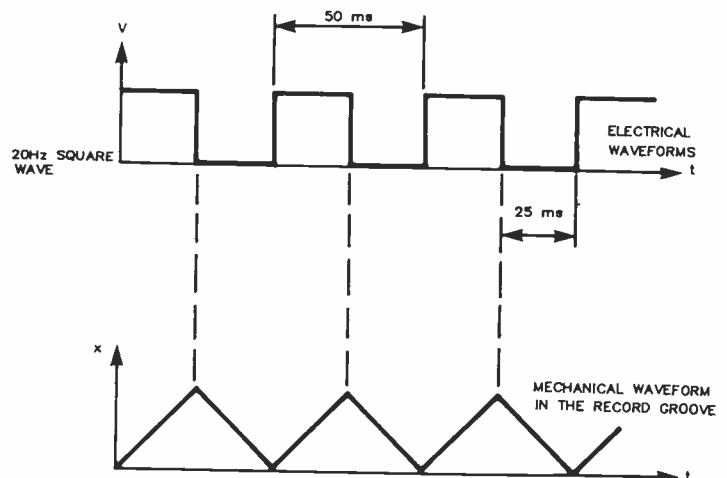 50 ms
V
20Hz SQUARE
WAVE
ELECTRICAL
WAVEFORMS
t
25 ms
x
MECHANICAL WAVEFORM
IN THE RECORD GROOVE
t